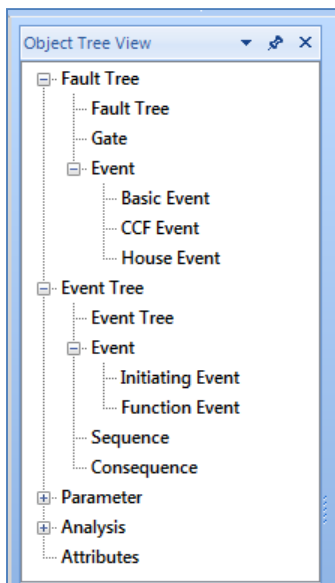 Object Tree View
Fault Tree
Fault Tree
Gate
Event
Basic Event
CCF Event
House Event
Event Tree
Event Tree
Event
Initiating Event
Function Event
Sequence
Consequence
Parameter
Analysis
Attributes